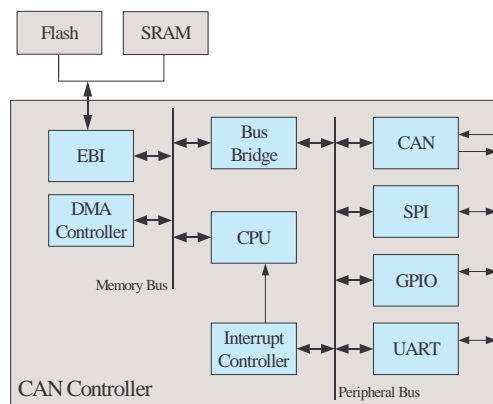 Flash
SRAM
EBI
Bus
Bridge
CAN
DMA
Controller
CPU
SPI
Memory Bus
GPIO
Interrupt
Controller
UART
CAN Controller
Peripheral Bus